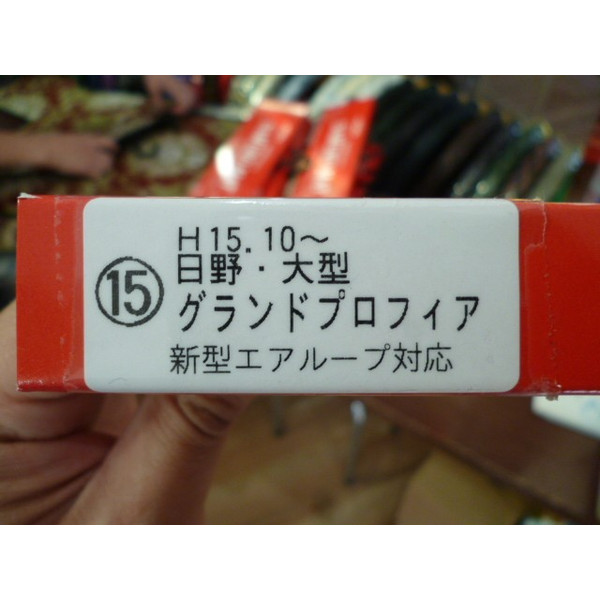 ⑮
H15.10～
日野・大型
グランドプロフィア
新型エアループ対応